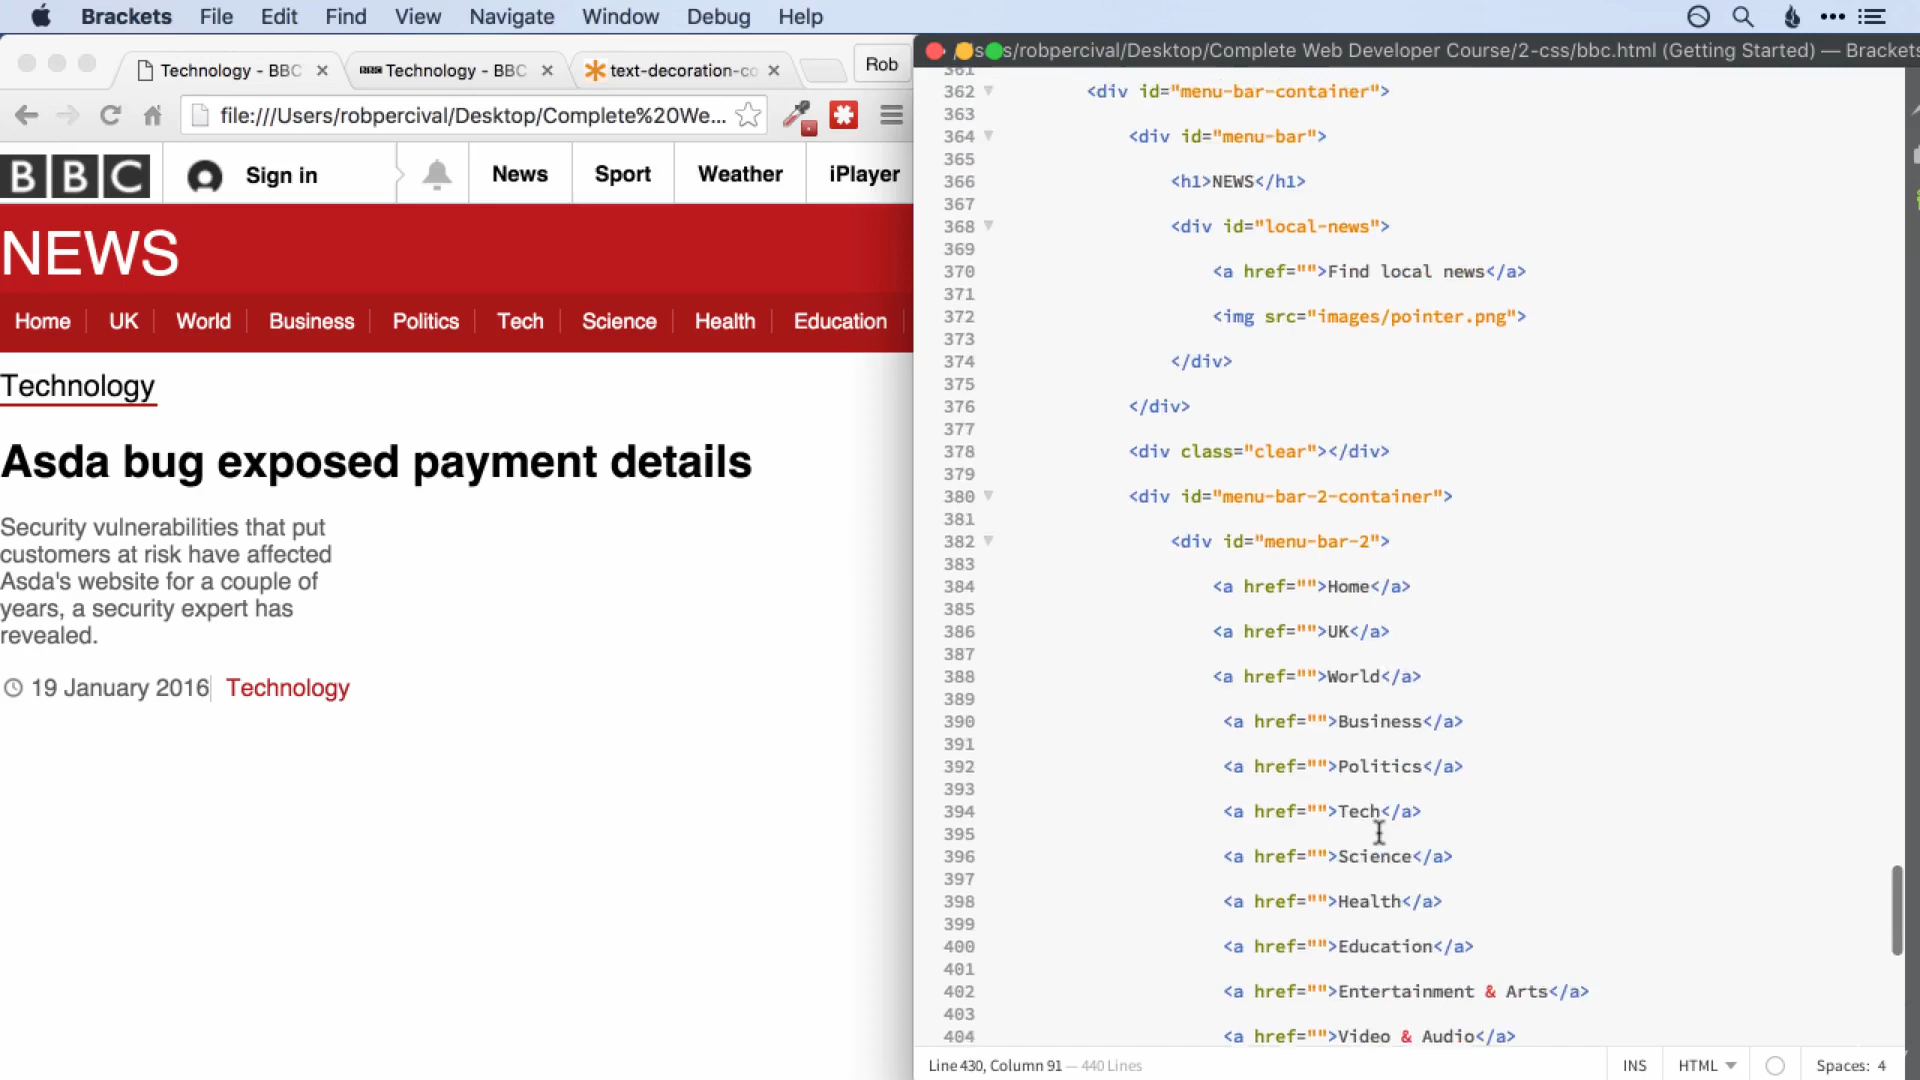 Brackets File Edit Find View Navigate Window Debug Help
Technology - BBC
Technology - BBC
text-decoration-co
Rob
s/robpercival/Desktop/Complete Web Developer Course/2-css/bbc.html (Getting Started) — Brackets
file:///Users/robpercival/Desktop/Complete%20We...
BBC Sign in News Sport Weather iPlayer
NEWS
Home UK World Business Politics Tech Science Health Education
Technology
Asda bug exposed payment details
Security vulnerabilities that put
customers at risk have affected
Asda's website for a couple of
years, a security expert has
revealed.
19 January 2016 Technology
361
362 <div id="menu-bar-container">
363
364 <div id="menu-bar">
365
366 <h1>NEWS</h1>
367
368 <div id="local-news">
369
370 <a href="">Find local news</a>
371
372 <img src="images/pointer.png">
373
374 </div>
375
376 </div>
377
378 <div class="clear"></div>
379
380 <div id="menu-bar-2-container">
381
382 <div id="menu-bar-2">
383
384 <a href="">Home</a>
385
386 <a href="">UK</a>
387
388 <a href="">World</a>
389
390 <a href="">Business</a>
391
392 <a href="">Politics</a>
393
394 <a href="">Tech</a>
395
396 <a href="">Science</a>
397
398 <a href="">Health</a>
399
400 <a href="">Education</a>
401
402 <a href="">Entertainment & Arts</a>
403
404 <a href="">Video & Audio</a>
Line 430, Column 91 — 440 Lines INS HTML Spaces: 4